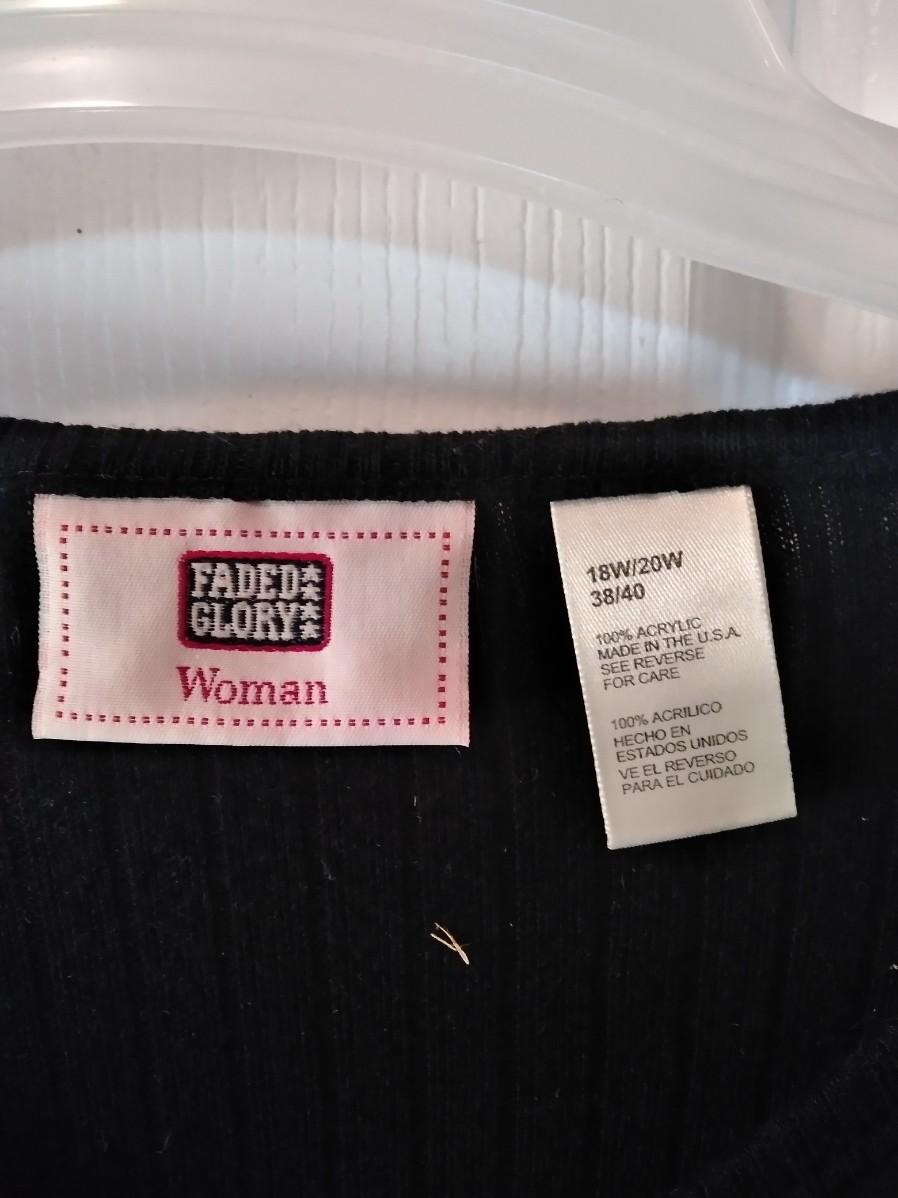 FADED
GLORY
Woman
18W/20W
38/40
100% ACRYLIC
MADE IN THE U.S.A.
SEE REVERSE
FOR CARE
100% ACRILICO
HECHO EN
ESTADOS UNIDOS
VE EL REVERSO
PARA EL CUIDADO